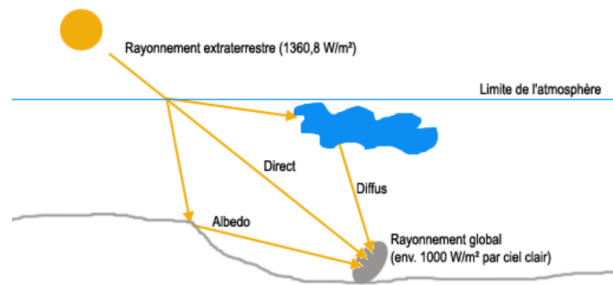 Rayonnement extraterrestre (1360,8 W/m²)
Limite de l'atmosphère
Direct
Diffus
Albedo
Rayonnement global
(env. 1000 W/m² par ciel clair)